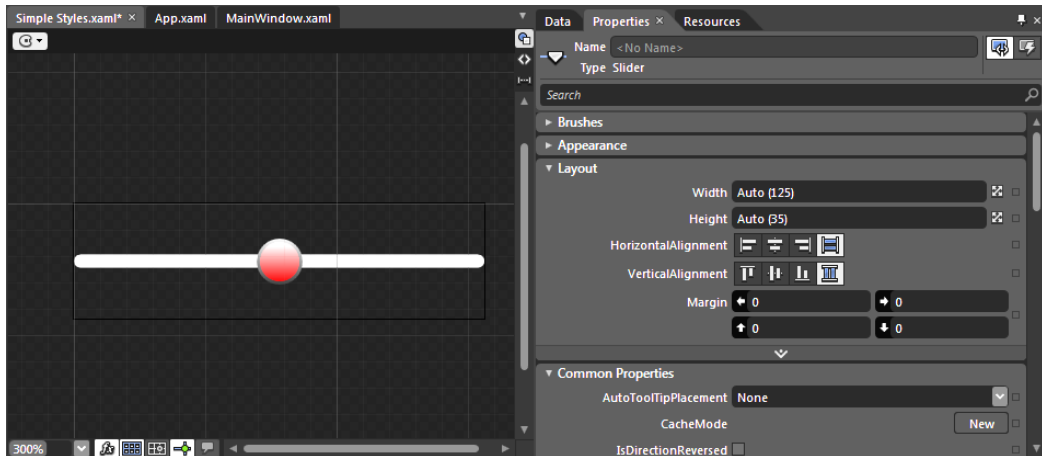 Simple Styles.xaml* × App.xaml MainWindow.xaml
Data Properties × Resources
Name <No Name>
Type Slider
Search
Brushes
Appearance
Layout
Width Auto (125)
Height Auto (35)
HorizontalAlignment
VerticalAlignment
Margin 0 0
0 0
Common Properties
AutoToolTipPlacement None
CacheMode New
IsDirectionReversed
300%